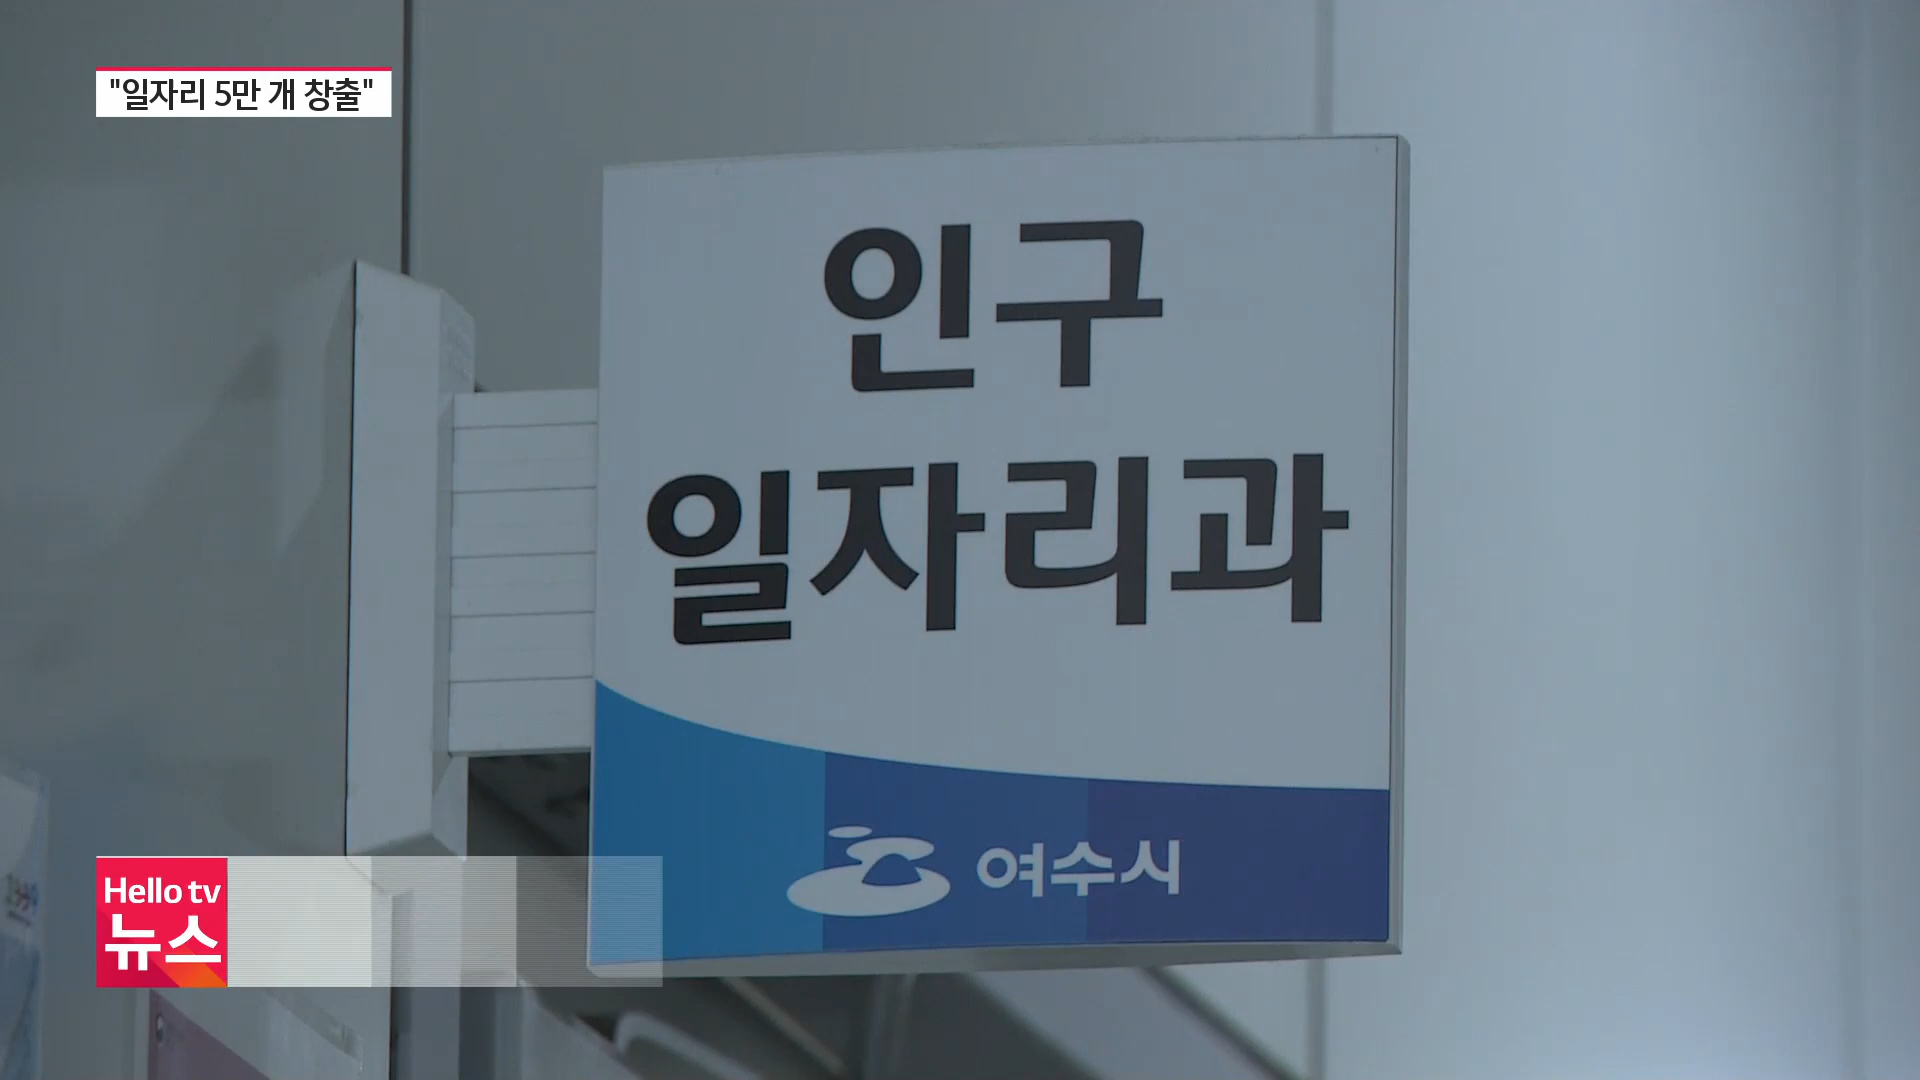 "일자리 5만 개 창출"
인구
일자리과
여수시
Hello tv
뉴스